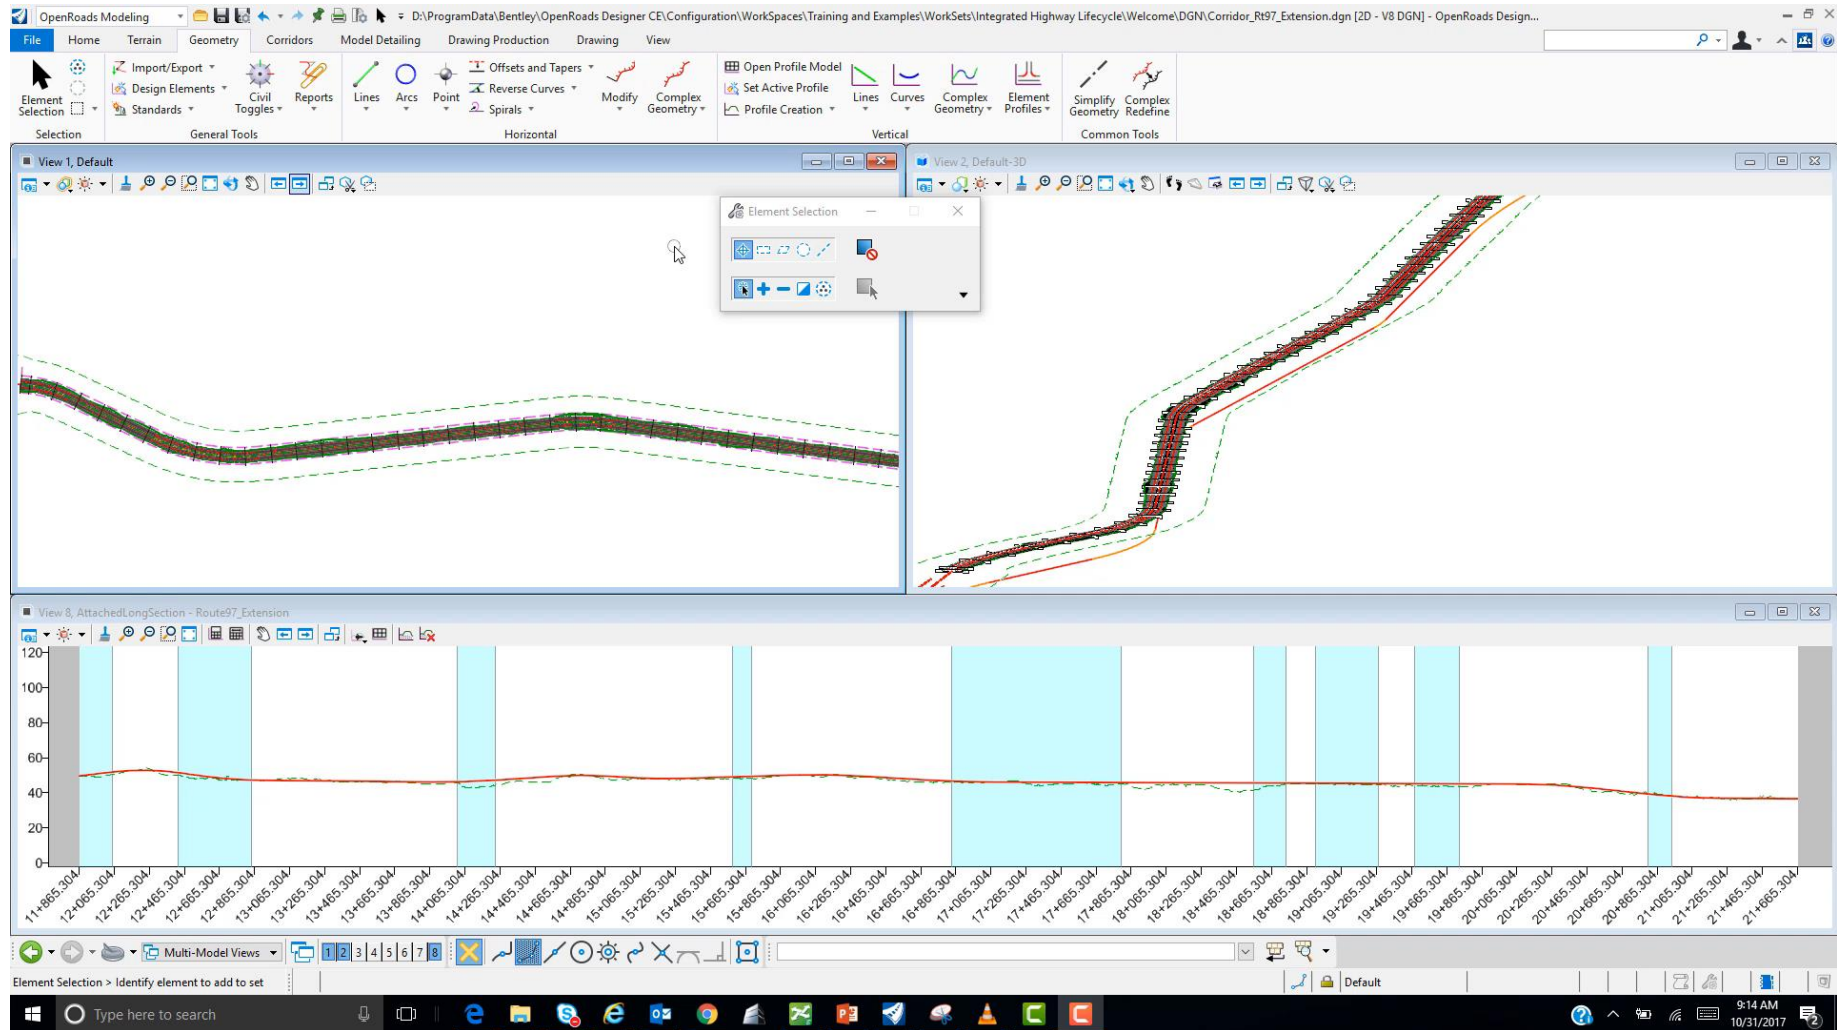 OpenRoads Modeling
D:\ProgramData\Bentley\OpenRoads Designer CE\Configuration\WorkSpaces\Training and Examples\WorkSets\Integrated Highway Lifecycle\Welcome\DGN\Corridor_Rt97_Extension.dgn [2D - V8 DGN] - OpenRoads Design...
File Home Terrain Geometry Corridors Model Detailing Drawing Production Drawing View
Element Selection
Import/Export
Design Elements
Standards
Civil Toggles
Reports
Lines
Arcs
Point
Offsets and Tapers
Reverse Curves
Spirals
Modify
Complex Geometry
Open Profile Model
Set Active Profile
Profile Creation
Lines
Curves
Complex Geometry
Element Profiles
Simplify Geometry
Complex Redefine
Selection General Tools Horizontal Vertical Common Tools
View 1, Default
View 2, Default-3D
Element Selection
View 8, AttachedLongSection - Route97_Extension
120
100
80
60
40
20
0
11+865.304 12+065.304 12+265.304 12+465.304 12+665.304 12+865.304 13+065.304 13+265.304 13+465.304 13+665.304 13+865.304 14+065.304 14+265.304 14+465.304 14+665.304 14+865.304 15+065.304 15+265.304 15+465.304 15+665.304 15+865.304 16+065.304 16+265.304 16+465.304 16+665.304 16+865.304 17+065.304 17+265.304 17+465.304 17+665.304 17+865.304 18+065.304 18+265.304 18+465.304 18+665.304 18+865.304 19+065.304 19+265.304 19+465.304 19+665.304 19+865.304 20+065.304 20+265.304 20+465.304 20+665.304 20+865.304 21+065.304 21+265.304 21+465.304 21+665.304
Multi-Model Views 1 2 3 4 5 6 7 8
Element Selection > Identify element to add to set
Default
Type here to search
9:14 AM
10/31/2017